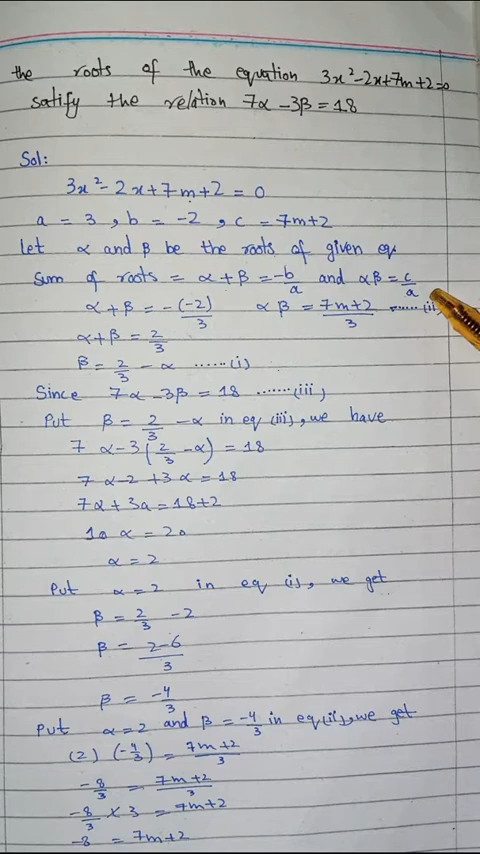 the roots of the equation 3x²-2x+7m+2=0
satify the relation 7α-3β=18
Sol:
3x²-2x+7m+2=0
a = 3, b = -2, c = 7m+2
Let α and β be the roots of given eq
Sum of roots = α+β = -b/a and αβ = c/a
α+β = -(-2)/3 αβ = 7m+2/3 ......(ii)
α+β = 2/3
β = 2/3 - α ......(i)
Since 7α-3β = 18 .......(iii)
Put β = 2/3 - α in eq (iii), we have
7α-3(2/3-α) = 18
7α-2+3α = 18
7α+3a = 18+2
10α = 20
α = 2
Put α=2 in eq (i), we get
β = 2/3 - 2
β = 2-6/3
β = -4/3
Put α=2 and β = -4/3 in eq(ii), we get
(2)(-4/3) = 7m+2/3
-8/3 = 7m+2/3
-8/3 × 3 = 7m+2
-8 = 7m+2